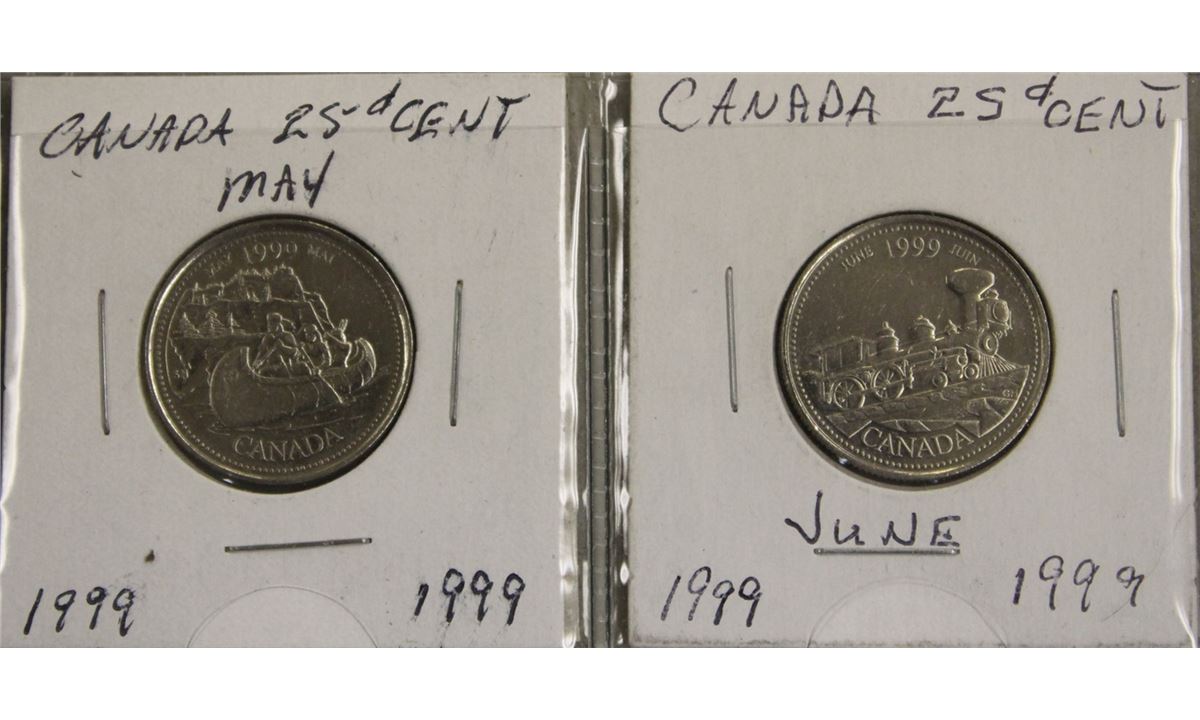 CANADA 25¢ CENT
MAY
MAY 1999 MAI
CANADA
1999 1999
CANADA 25¢ CENT
JUNE 1999 JUIN
CANADA
JUNE
1999 1999